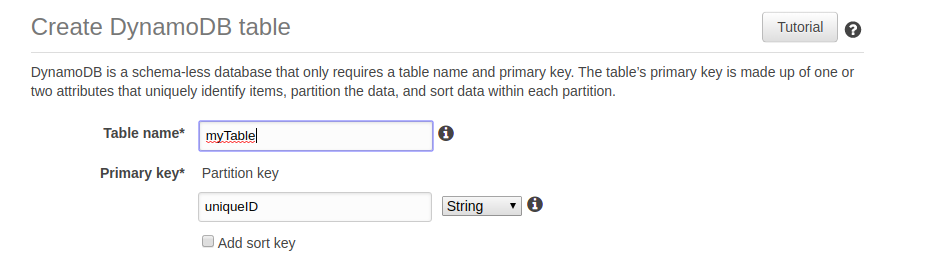 Create DynamoDB table
Tutorial
DynamoDB is a schema-less database that only requires a table name and primary key. The table's primary key is made up of one or
two attributes that uniquely identify items, partition the data, and sort data within each partition.
Table name* myTable
Primary key* Partition key
uniqueID String
Add sort key